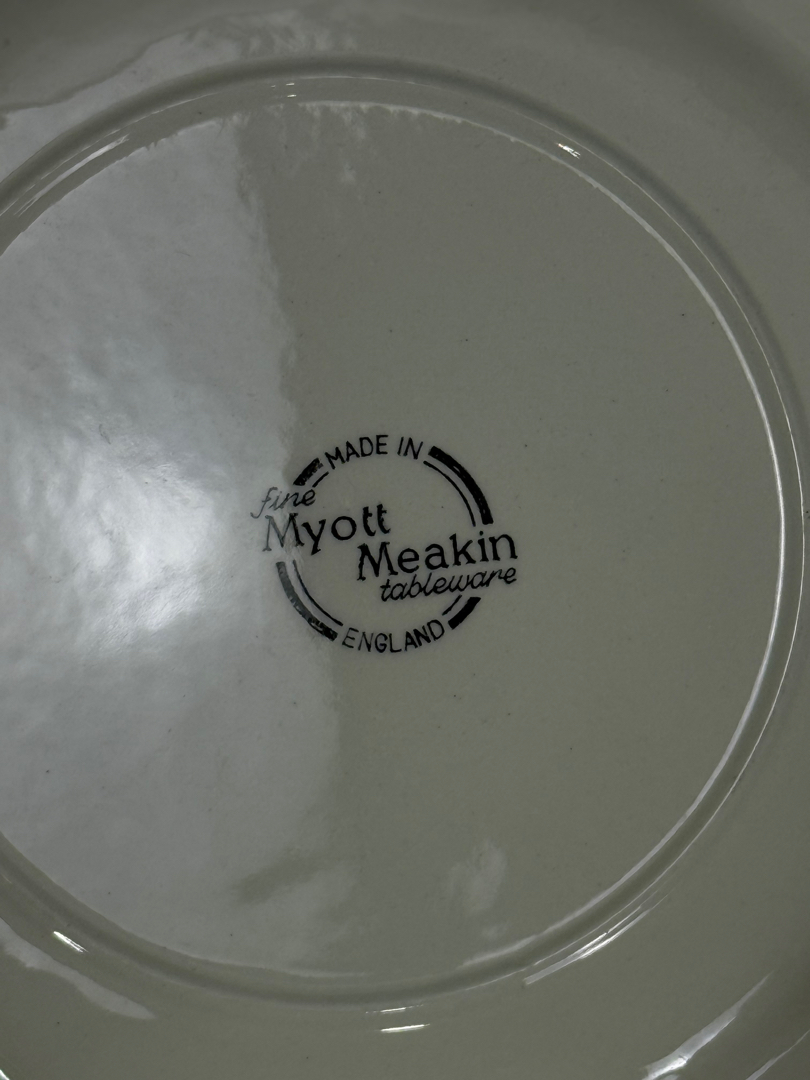 MADE IN
fine
Myott
Meakin
tableware
ENGLAND